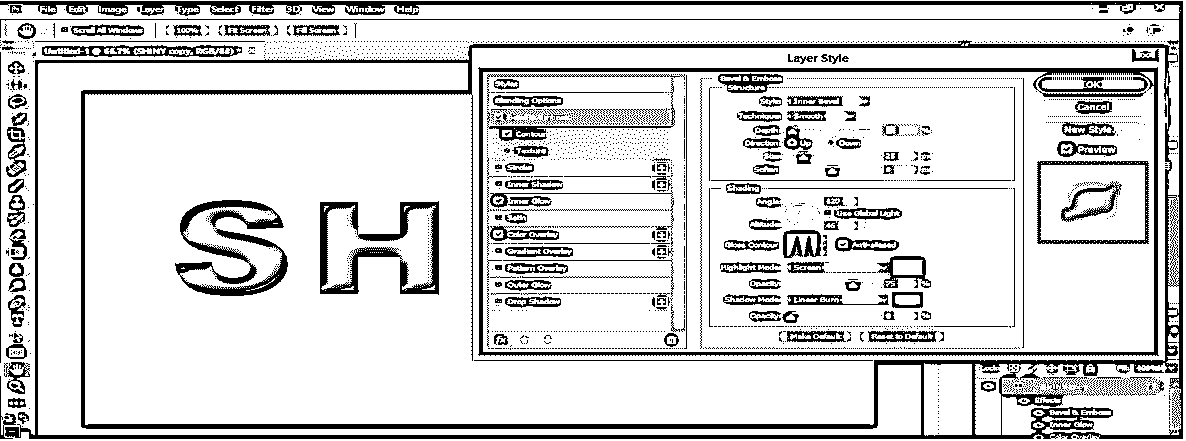 File Edit Image Layer Type Select Filter 3D View Window Help
Scroll All Windows 100% Fit Screen Fill Screen
Untitled-1 @ 66.7% (SHINY copy, RGB/8#) *
Layer Style
Styles
Blending Options
Contour
Texture
Stroke
Inner Shadow
Inner Glow
Satin
Color Overlay
Gradient Overlay
Pattern Overlay
Outer Glow
Drop Shadow
fx
Bevel & Emboss
Structure
Style: Inner Bevel
Technique: Smooth
Depth: %
Direction: Up Down
Size:
Soften:
Shading
Angle:
Use Global Light
Altitude:
Gloss Contour: Anti-aliased
Highlight Mode: Screen
Opacity: 75 %
Shadow Mode: Linear Burn
Opacity: %
Make Default Reset to Default
OK
Cancel
New Style...
Preview
SH
Lock:
Effects
Bevel & Emboss
Inner Glow
Color Overlay